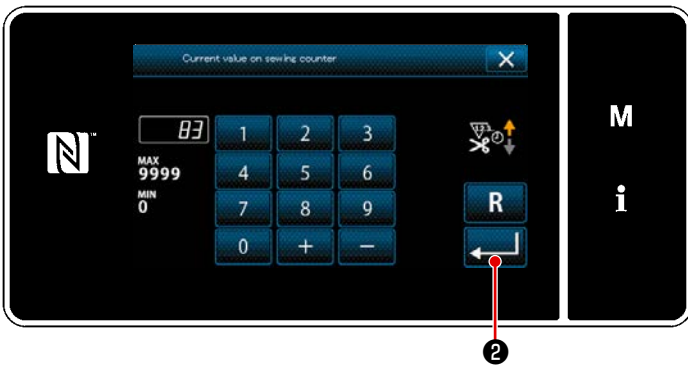 Current value on sewing counter
83
MAX
9999
MIN
0
1 2 3
4 5 6
7 8 9
0 + −
R
M
i
N
❷